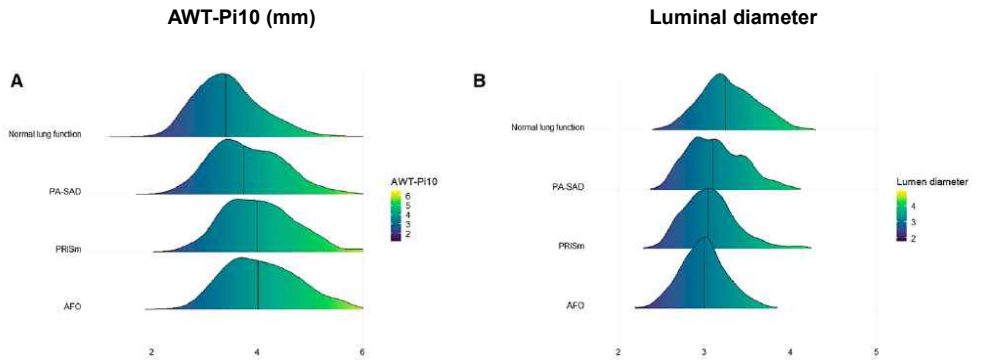 AWT-Pi10 (mm)
Luminal diameter
A
B
Normal lung function
PA-SAD
PRISm
AFO
AWT-Pi10
6
5
4
3
2
2
4
6
Normal lung function
PA-SAD
PRISm
AFO
Lumen diameter
4
3
2
2
3
4
5